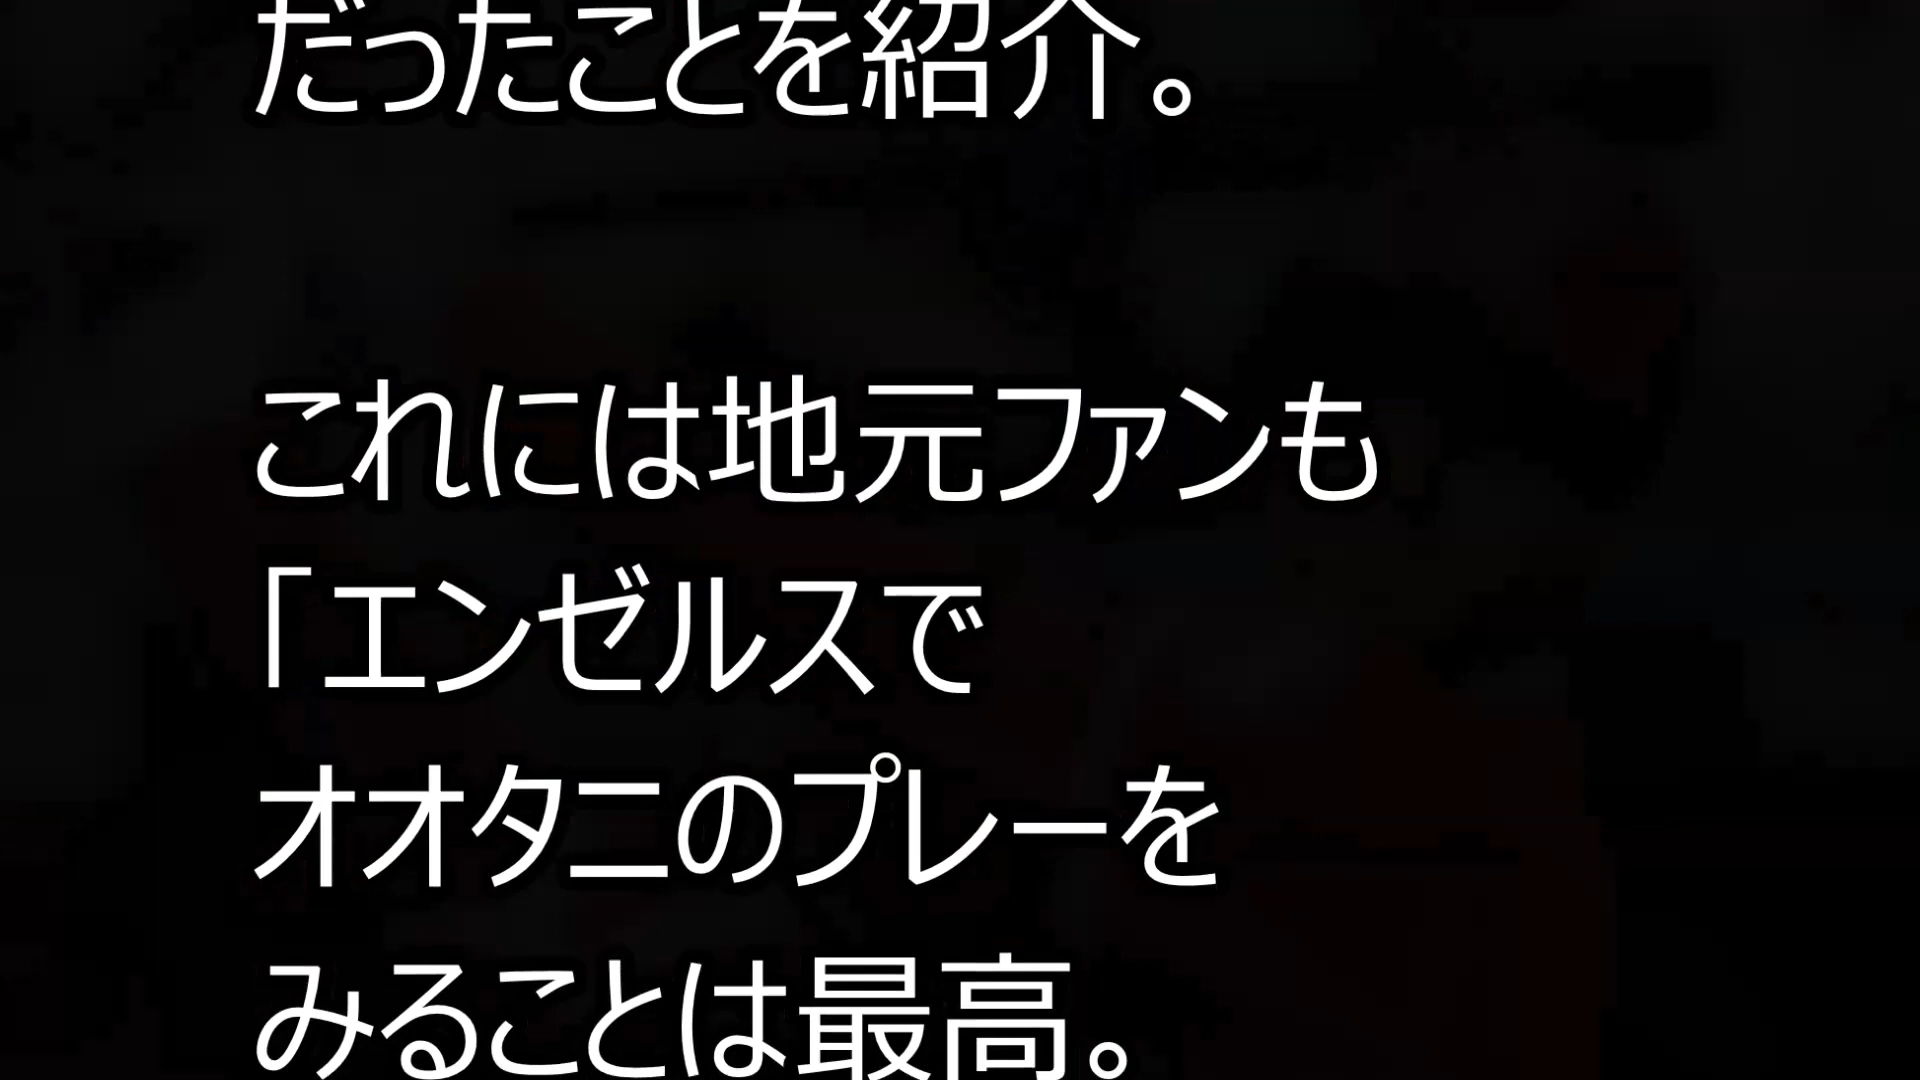 だったことを紹介。
これには地元ファンも
「エンゼルスで
オオタニのプレーを
みることは最高。